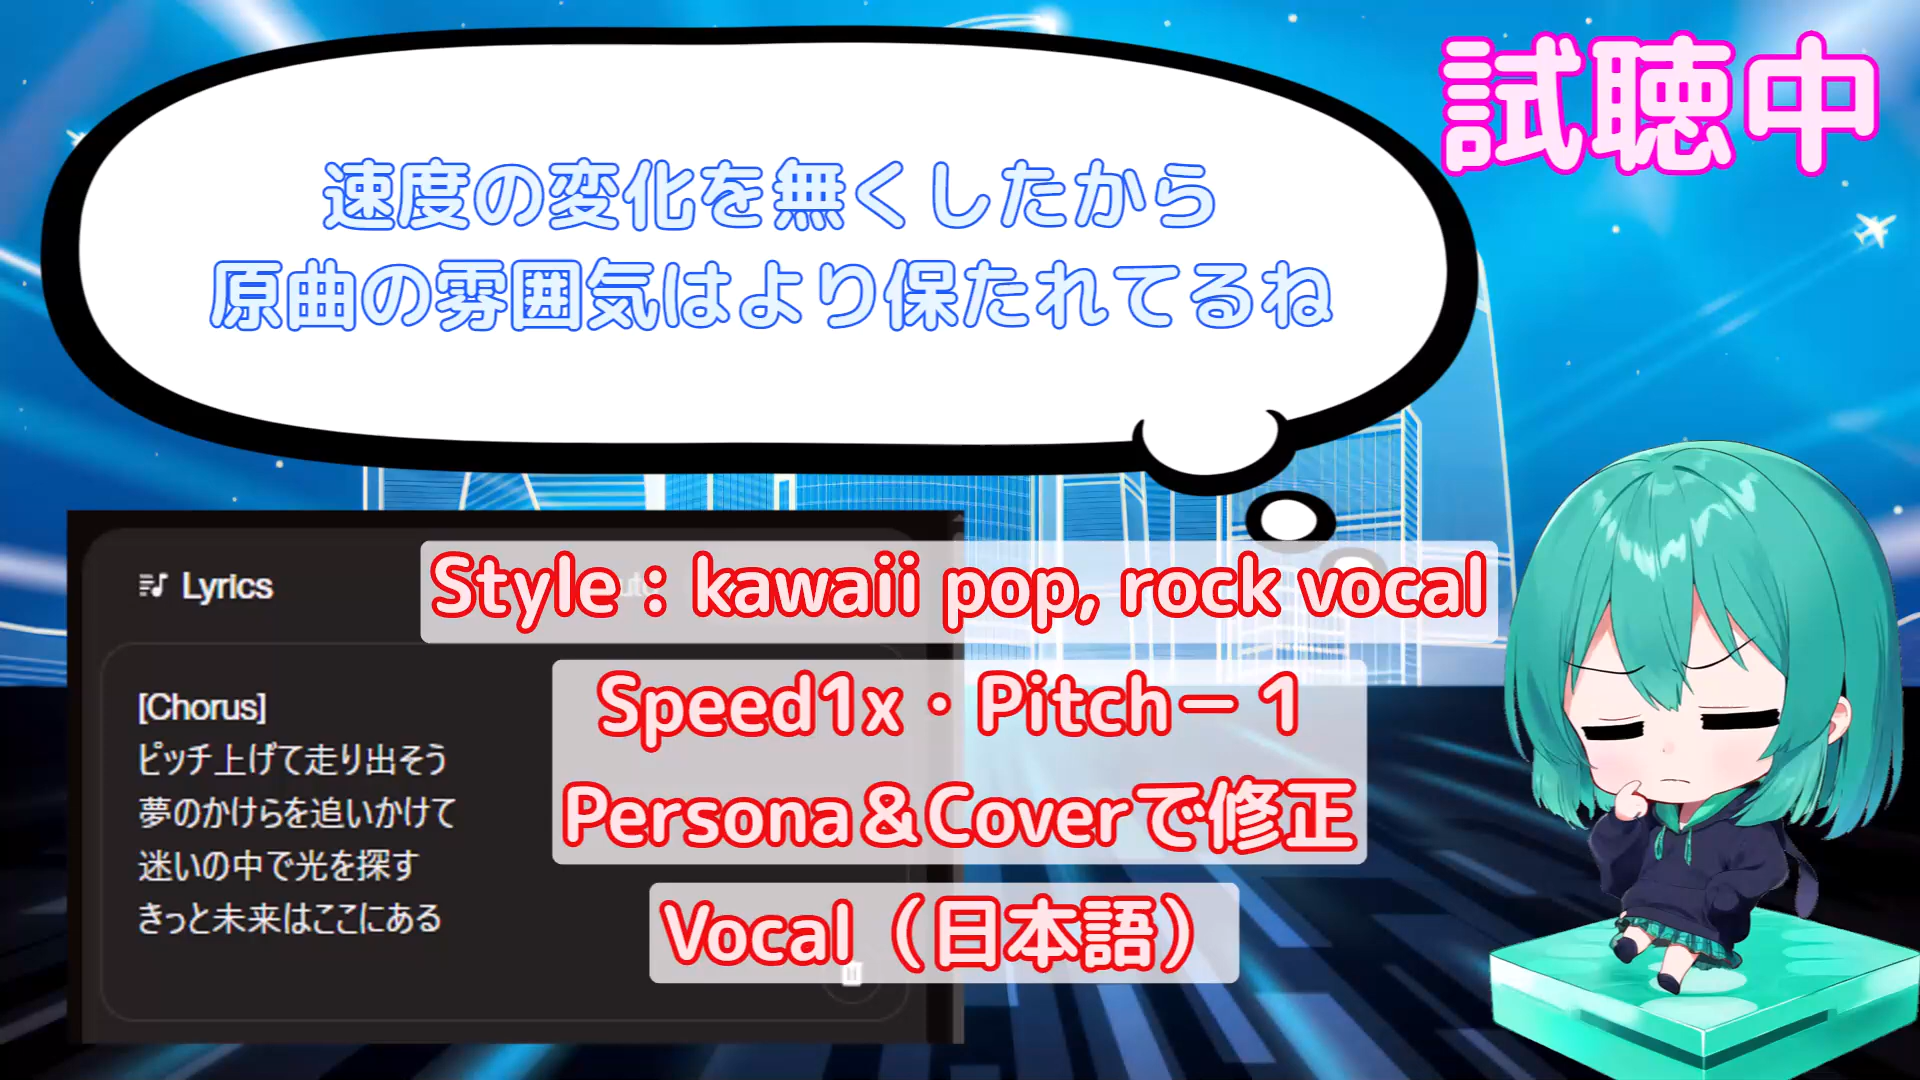 試聴中
速度の変化を無くしたから
原曲の雰囲気はより保たれてるね
Lyrics
Style：kawaii pop, rock vocal
Speed1x・Pitch－１
Persona＆Coverで修正
Vocal（日本語）
[Chorus]
ピッチ上げて走り出そう
夢のかけらを追いかけて
迷いの中で光を探す
きっと未来はここにある